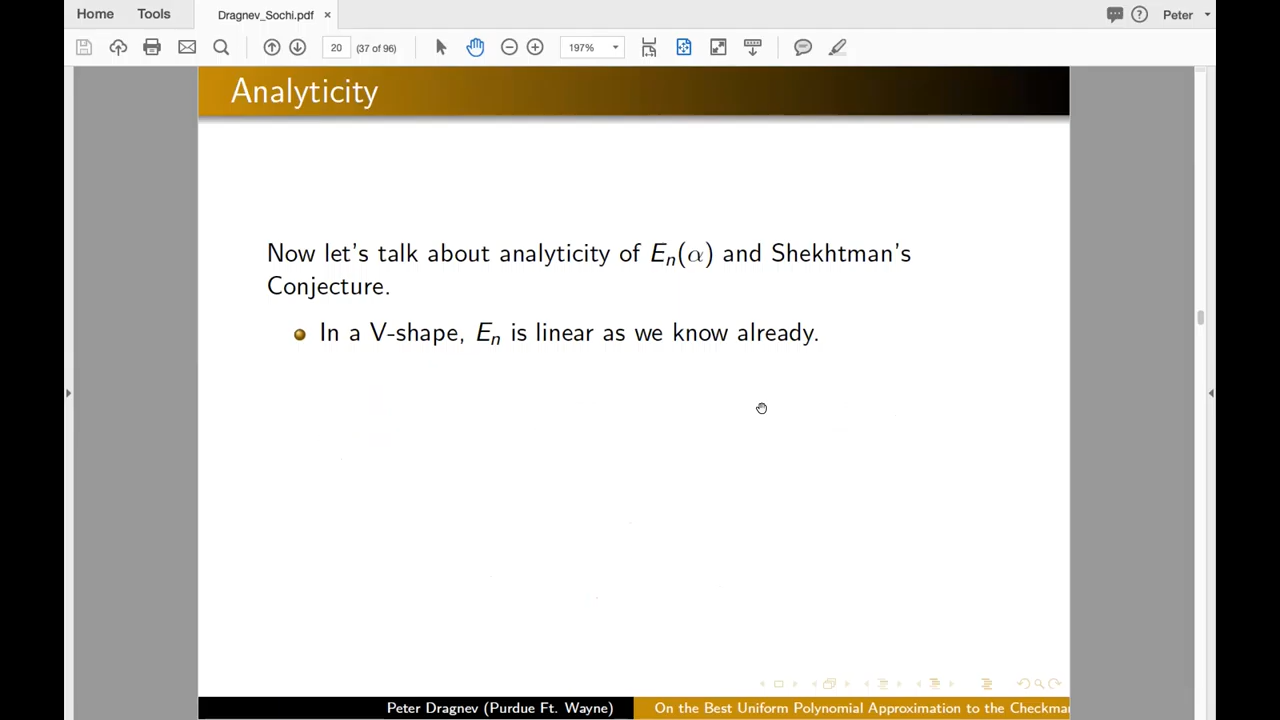 Home Tools Dragnev_Sochi.pdf × Peter
20 (37 of 96) 197%
Analyticity
Now let's talk about analyticity of Eₙ(α) and Shekhtman's
Conjecture.
In a V-shape, Eₙ is linear as we know already.
Peter Dragnev (Purdue Ft. Wayne) On the Best Uniform Polynomial Approximation to the Checkmar